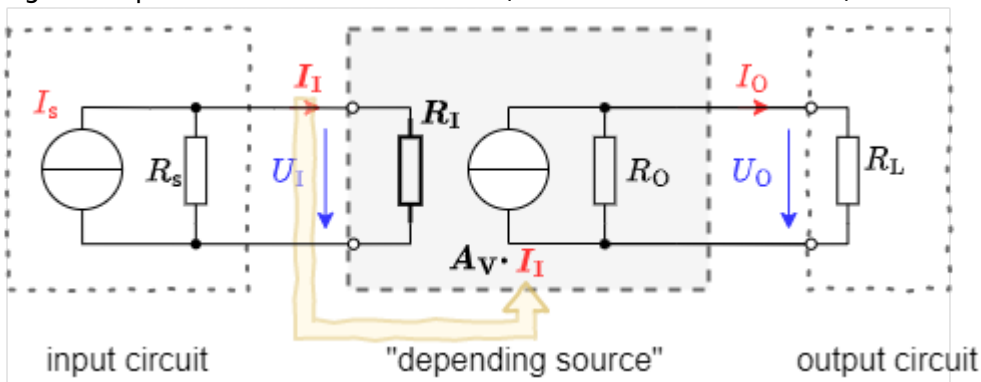 I_s
R_s
I_I
U_I
R_I
A_V · I_I
R_O
I_O
U_O
R_L
input circuit
"depending source"
output circuit